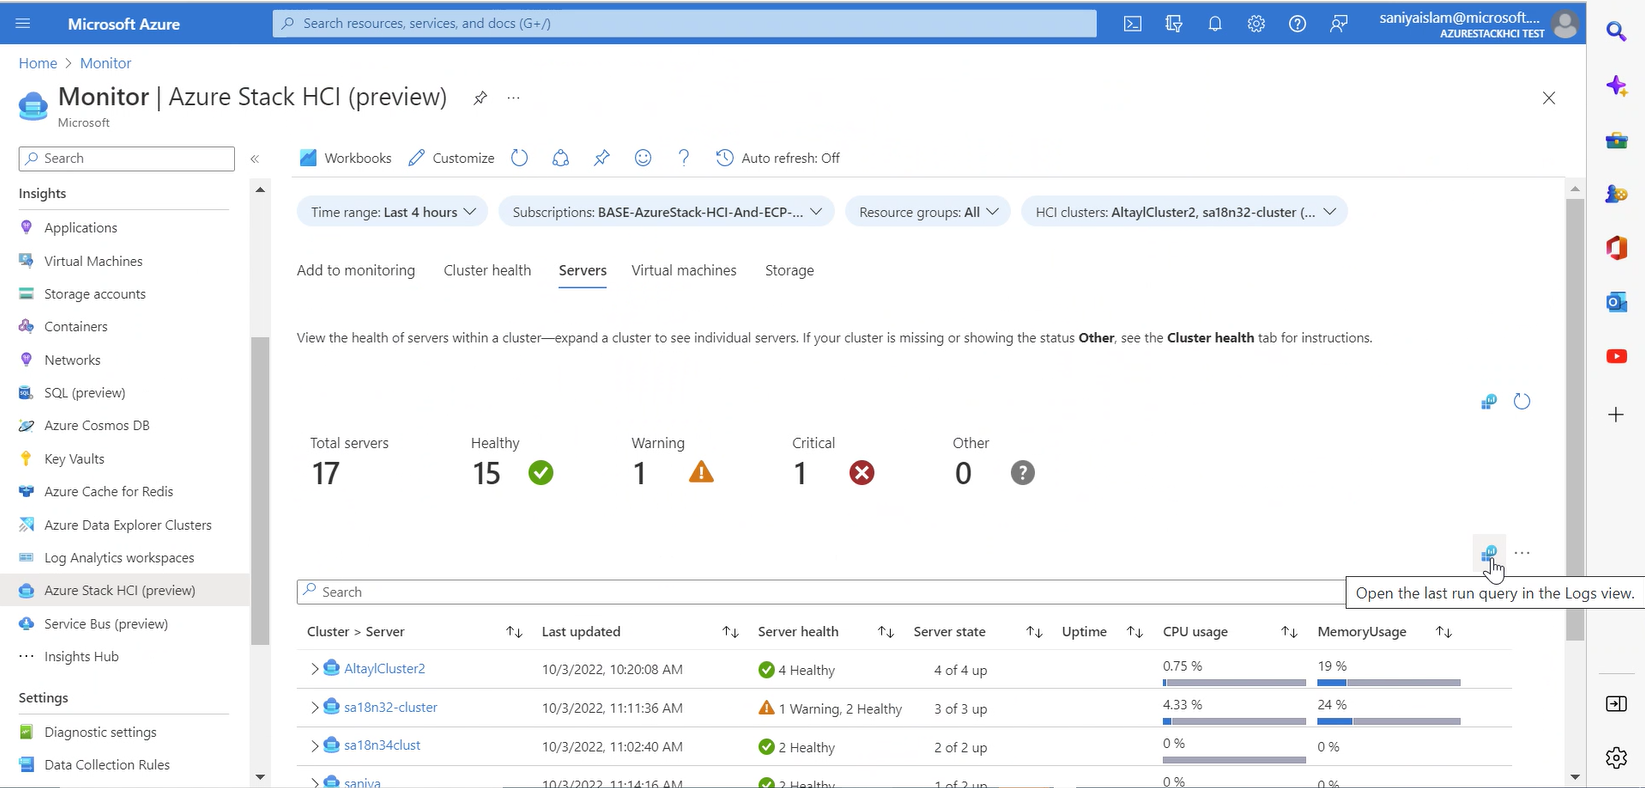 Microsoft Azure
Search resources, services, and docs (G+/)
saniyaislam@microsoft....
AZURESTACKHCI TEST
Home > Monitor
Monitor | Azure Stack HCI (preview)
Microsoft
Search
Workbooks
Customize
Auto refresh: Off
Insights
Applications
Virtual Machines
Storage accounts
Containers
Networks
SQL (preview)
Azure Cosmos DB
Key Vaults
Azure Cache for Redis
Azure Data Explorer Clusters
Log Analytics workspaces
Azure Stack HCI (preview)
Service Bus (preview)
Insights Hub
Settings
Diagnostic settings
Data Collection Rules
Time range: Last 4 hours
Subscriptions: BASE-AzureStack-HCI-And-ECP-...
Resource groups: All
HCI clusters: AltaylCluster2, sa18n32-cluster (...
Add to monitoring
Cluster health
Servers
Virtual machines
Storage
View the health of servers within a cluster—expand a cluster to see individual servers. If your cluster is missing or showing the status Other, see the Cluster health tab for instructions.
Total servers
17
Healthy
15
Warning
1
Critical
1
Other
0
Open the last run query in the Logs view.
Search
Cluster > Server Last updated Server health Server state Uptime CPU usage MemoryUsage
AltaylCluster2 10/3/2022, 10:20:08 AM 4 Healthy 4 of 4 up 0.75 % 19 %
sa18n32-cluster 10/3/2022, 11:11:36 AM 1 Warning, 2 Healthy 3 of 3 up 4.33 % 24 %
sa18n34clust 10/3/2022, 11:02:40 AM 2 Healthy 2 of 2 up 0 % 0 %
saniya 10/3/2022, 11:14:16 AM 2 Healthy 1 of 2 up 0 % 0 %